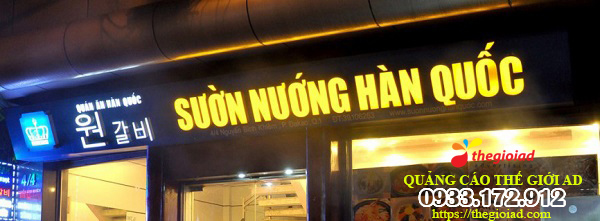 QUÁN ĂN HÀN QUỐC
원갈비
SƯỜN NƯỚNG HÀN QUỐC
thegioiad
advertising
QUẢNG CÁO THẾ GIỚI AD
0933.172.912
https://thegioiad.com